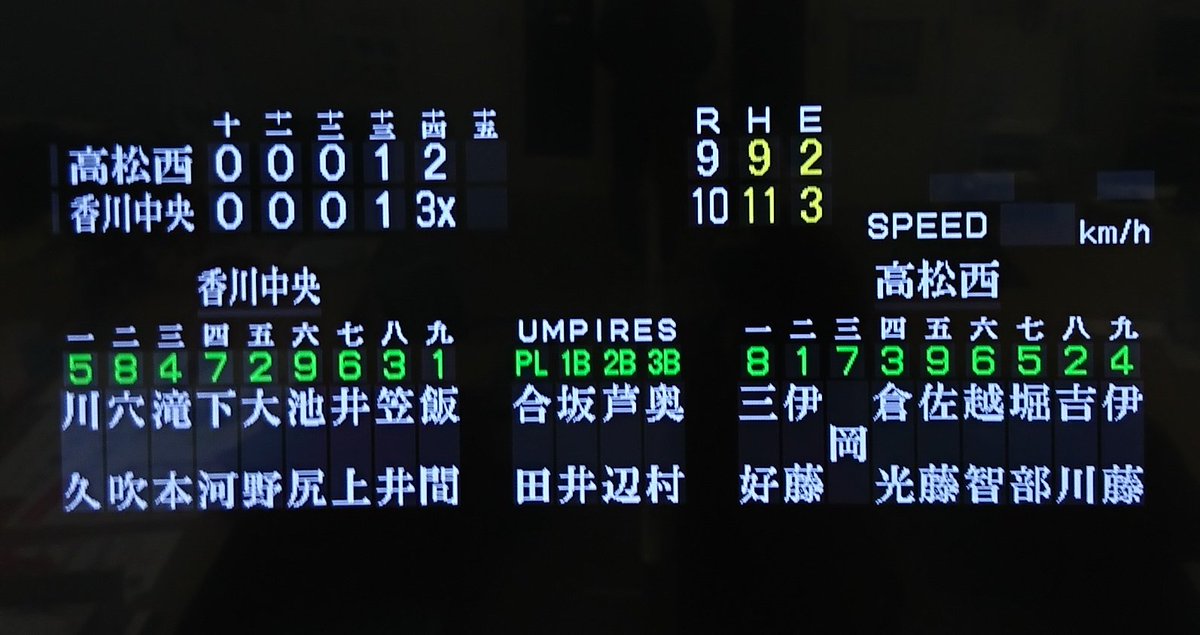 十 十一 十二 十三 十四 十五 R H E
高松西 0 0 0 1 2 9 9 2
香川中央 0 0 0 1 3x 10 11 3
SPEED km/h
香川中央
一 二 三 四 五 六 七 八 九
5 8 4 7 2 9 6 3 1
川久 穴吹 滝本 下河 大野 池尻 井上 笠井 飯間
UMPIRES
PL 1B 2B 3B
合田 坂井 芦辺 奥村
高松西
一 二 三 四 五 六 七 八 九
8 1 7 3 9 6 5 2 4
三好 伊藤 岡 倉光 佐藤 越智 堀部 吉川 伊藤